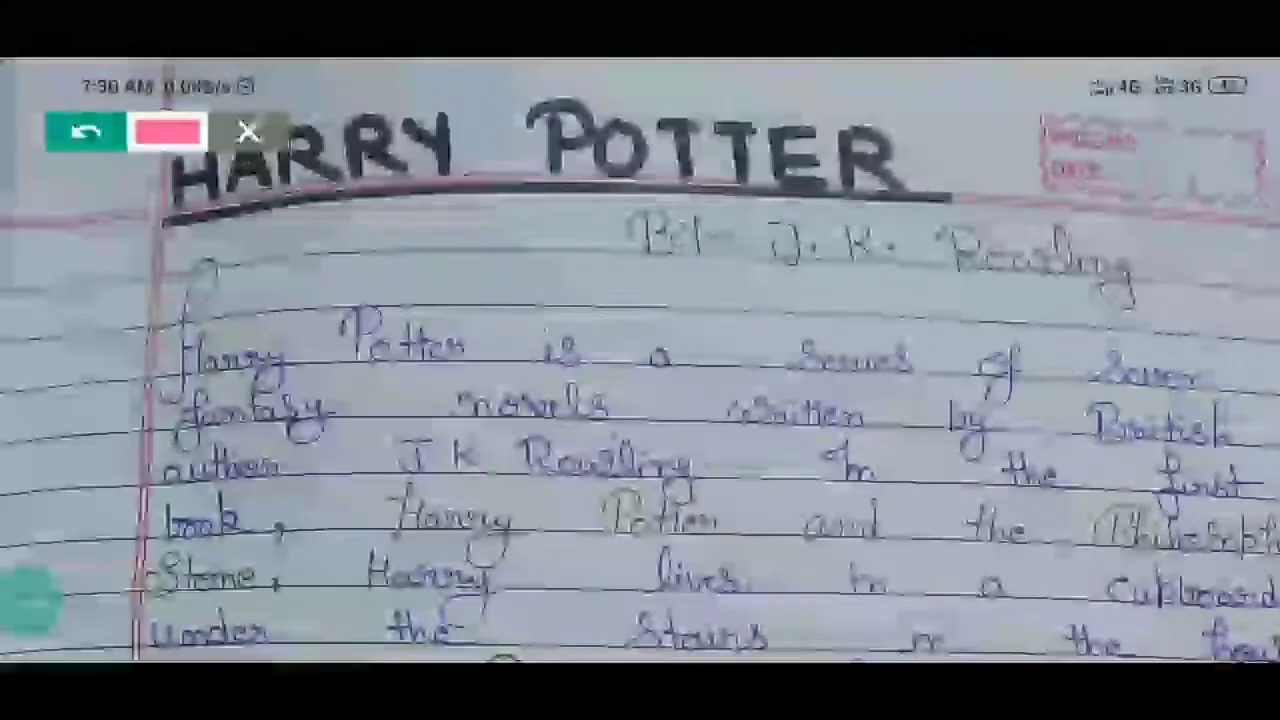 7:36 AM
4G 3G
HARRY POTTER
By:- J. K. Rowling
Harry Potter is a series of seven
fantasy novels written by British
author J K Rowling In the first
book, Harry Potter and the
Stone, Harry lives in a cupboard
under the Stairs in the